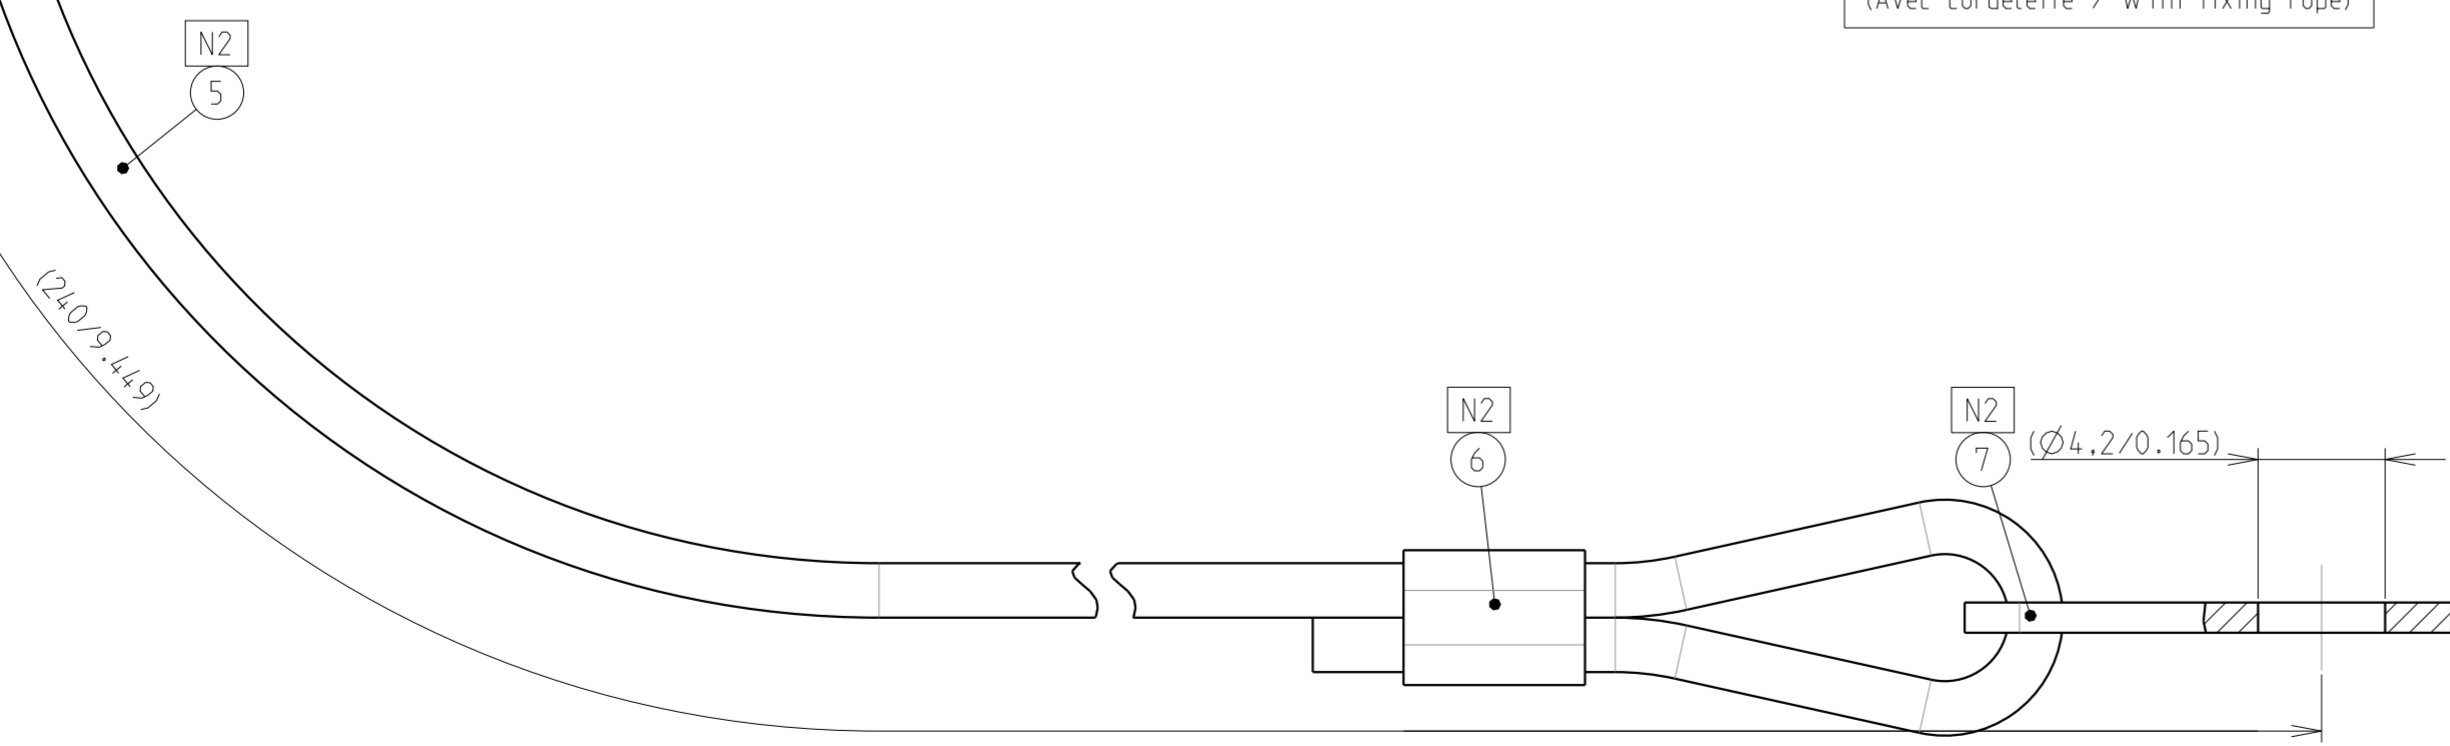 (Avec cordelette / With fixing rope)
N2
5
(240/9.449)
N2
6
N2
7
(Ø4.2/0.165)